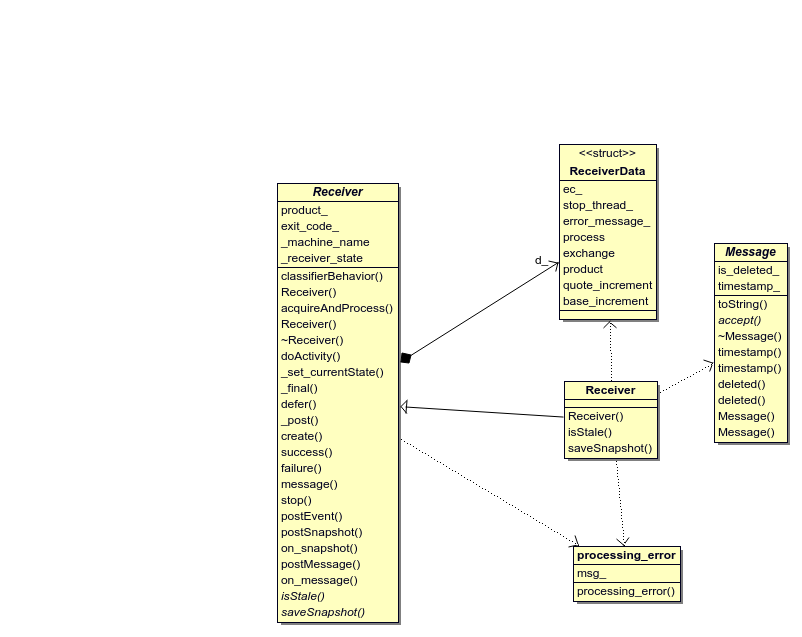 Receiver
product_
exit_code_
_machine_name
_receiver_state
classifierBehavior()
Receiver()
acquireAndProcess()
Receiver()
~Receiver()
doActivity()
_set_currentState()
_final()
defer()
_post()
create()
success()
failure()
message()
stop()
postEvent()
postSnapshot()
on_snapshot()
postMessage()
on_message()
isStale()
saveSnapshot()
d_
<<struct>>
ReceiverData
ec_
stop_thread_
error_message_
process
exchange
product
quote_increment
base_increment
Message
is_deleted_
timestamp_
toString()
accept()
~Message()
timestamp()
timestamp()
deleted()
deleted()
Message()
Message()
Receiver
Receiver()
isStale()
saveSnapshot()
processing_error
msg_
processing_error()